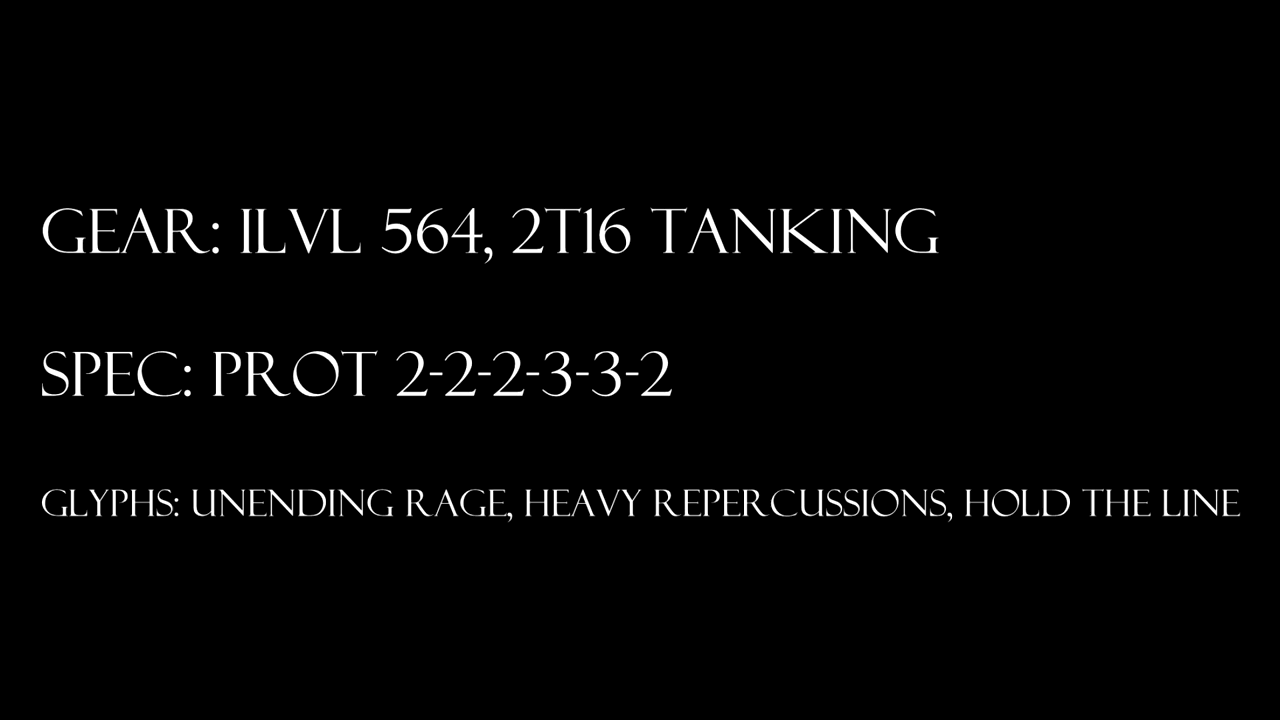 GEAR: ILVL 564, 2T16 TANKING
SPEC: PROT 2-2-2-3-3-2
GLYPHS: UNENDING RAGE, HEAVY REPERCUSSIONS, HOLD THE LINE